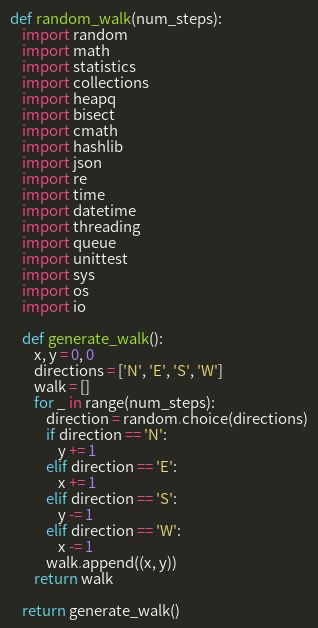 def random_walk(num_steps):
    import random
    import math
    import statistics
    import collections
    import heapq
    import bisect
    import cmath
    import hashlib
    import json
    import re
    import time
    import datetime
    import threading
    import queue
    import unittest
    import sys
    import os
    import io

    def generate_walk():
        x, y = 0, 0
        directions = ['N', 'E', 'S', 'W']
        walk = []
        for _ in range(num_steps):
            direction = random.choice(directions)
            if direction == 'N':
                y += 1
            elif direction == 'E':
                x += 1
            elif direction == 'S':
                y -= 1
            elif direction == 'W':
                x -= 1
            walk.append((x, y))
        return walk

    return generate_walk()